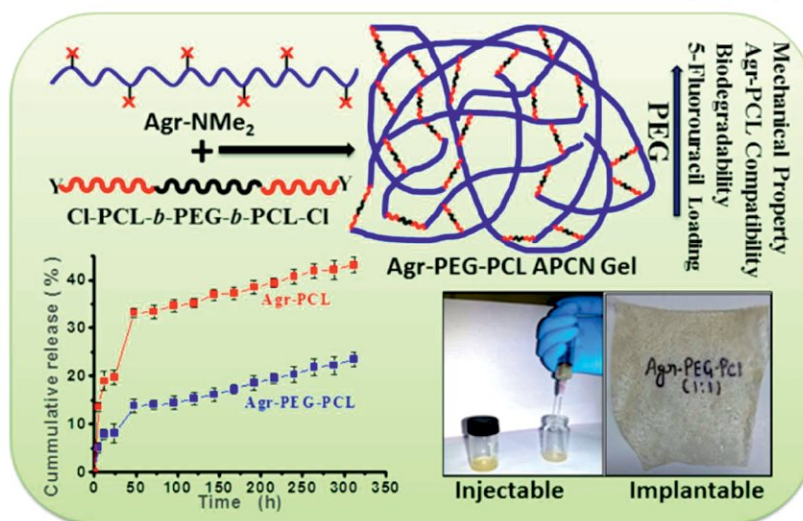 X X X
X X X
Agr-NMe₂
+
Y Y
Cl-PCL-b-PEG-b-PCL-Cl
Agr-PEG-PCL APCN Gel
PEG
5-Fluorouracil Loading
Biodegradability
Agr-PCL Compatibility
Mechanical Property
Cummulative release (%)
40
30
20
10
0
Agr-PCL
Agr-PEG-PCL
0 50 100 150 200 250 300 350
Time (h)
Agr-PEG-PCl
(1:1)
Injectable
Implantable